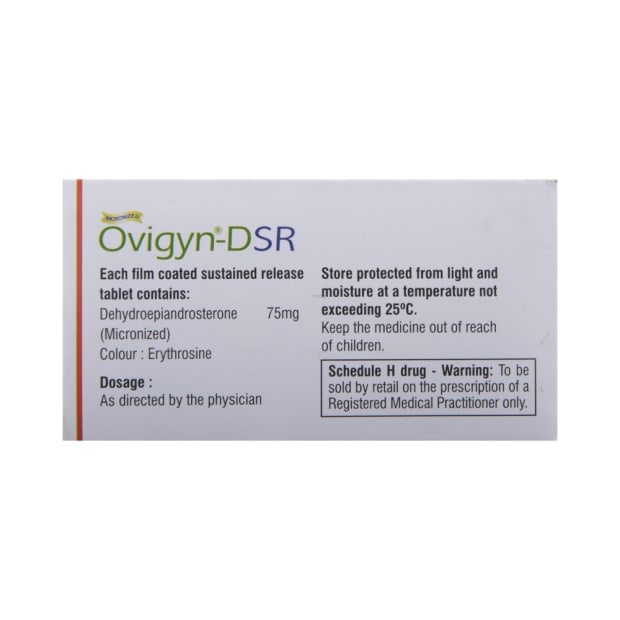 MICRONIZED
Ovigyn®-DSR
Each film coated sustained release
tablet contains:
Dehydroepiandrosterone 75mg
(Micronized)
Colour : Erythrosine
Dosage :
As directed by the physician
Store protected from light and
moisture at a temperature not
exceeding 25ºC.
Keep the medicine out of reach
of children.
Schedule H drug - Warning: To be
sold by retail on the prescription of a
Registered Medical Practitioner only.